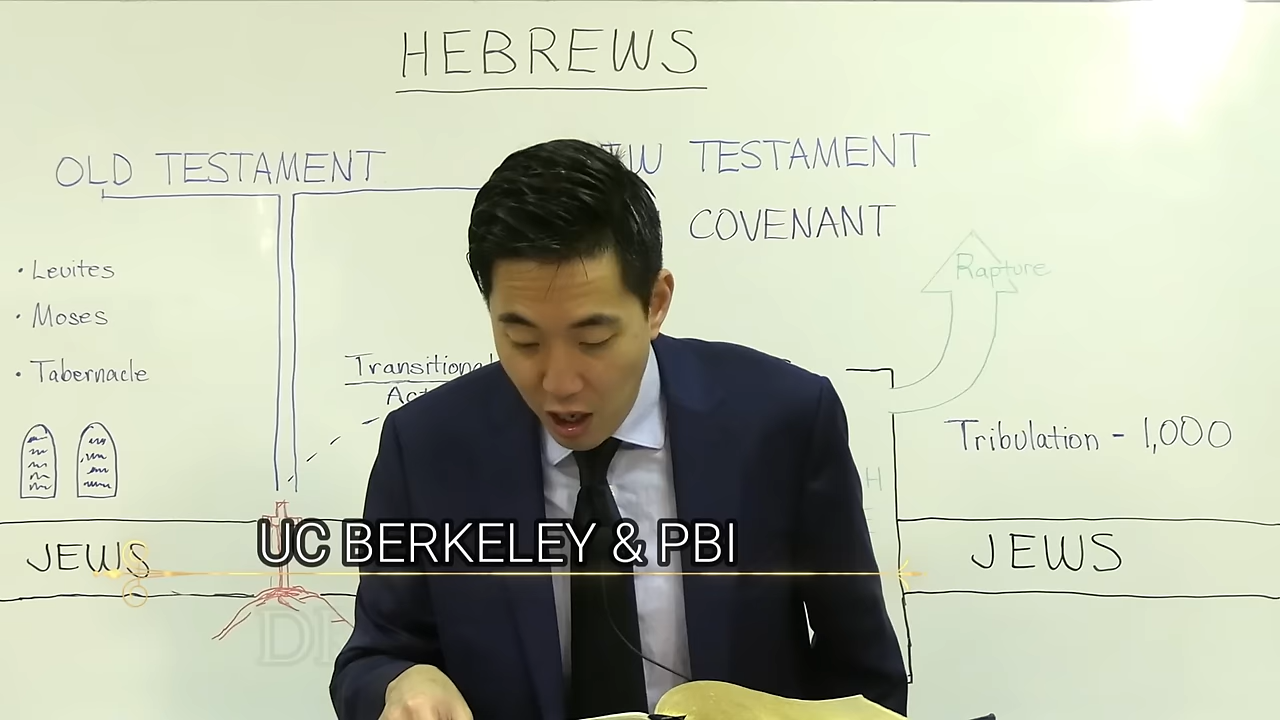 HEBREWS
OLD TESTAMENT
TESTAMENT
COVENANT
Rapture
· Levites
· Moses
· Tabernacle
Transitional
Tribulation - 1,000
JEWS
JEWS
UC BERKELEY & PBI